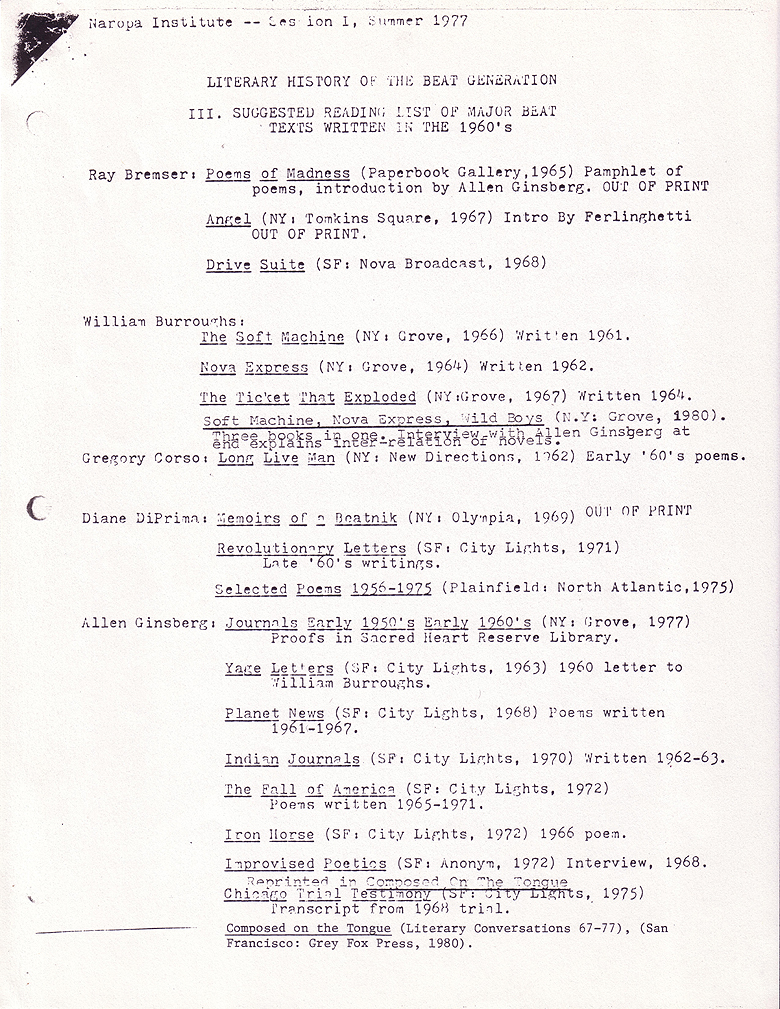 Naropa Institute -- Session I, Summer 1977
LITERARY HISTORY OF THE BEAT GENERATION
III. SUGGESTED READING LIST OF MAJOR BEAT
TEXTS WRITTEN IN THE 1960's
Ray Bremser: Poems of Madness (Paperbook Gallery,1965) Pamphlet of
poems, introduction by Allen Ginsberg. OUT OF PRINT
Angel (NY: Tomkins Square, 1967) Intro By Ferlinghetti
OUT OF PRINT.
Drive Suite (SF: Nova Broadcast, 1968)
William Burroughs:
The Soft Machine (NY: Grove, 1966) Written 1961.
Nova Express (NY: Grove, 1964) Written 1962.
The Ticket That Exploded (NY:Grove, 1967) Written 1964.
Soft Machine, Nova Express, Wild Boys (N.Y: Grove, 1980).
Three books in one. Interview with Allen Ginsberg at
end explains inter-relation of novels.
Gregory Corso: Long Live Man (NY: New Directions, 1962) Early '60's poems.
Diane DiPrima: Memoirs of a Beatnik (NY: Olympia, 1969) OUT OF PRINT
Revolutionary Letters (SF: City Lights, 1971)
Late '60's writings.
Selected Poems 1956-1975 (Plainfield: North Atlantic,1975)
Allen Ginsberg: Journals Early 1950's Early 1960's (NY: Grove, 1977)
Proofs in Sacred Heart Reserve Library.
Yage Letters (SF: City Lights, 1963) 1960 letter to
William Burroughs.
Planet News (SF: City Lights, 1968) Poems written
1961-1967.
Indian Journals (SF: City Lights, 1970) Written 1962-63.
The Fall of America (SF: City Lights, 1972)
Poems written 1965-1971.
Iron Horse (SF: City Lights, 1972) 1966 poem.
Improvised Poetics (SF: Anonym, 1972) Interview, 1968.
Reprinted in Composed On The Tongue
Chicago Trial Testimony (SF: City Lights, 1975)
Transcript from 1968 trial.
Composed on the Tongue (Literary Conversations 67-77), (San
Francisco: Grey Fox Press, 1980).